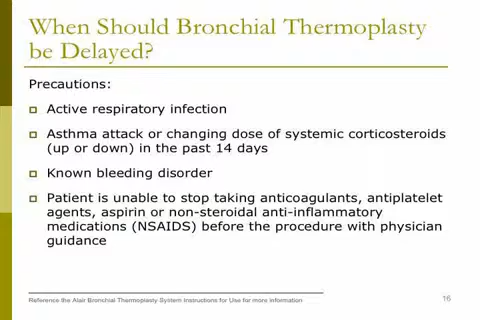 When Should Bronchial Thermoplasty
be Delayed?
Precautions:
Active respiratory infection
Asthma attack or changing dose of systemic corticosteroids
(up or down) in the past 14 days
Known bleeding disorder
Patient is unable to stop taking anticoagulants, antiplatelet
agents, aspirin or non-steroidal anti-inflammatory
medications (NSAIDS) before the procedure with physician
guidance
Reference the Alair Bronchial Thermoplasty System Instructions for Use for more information
16